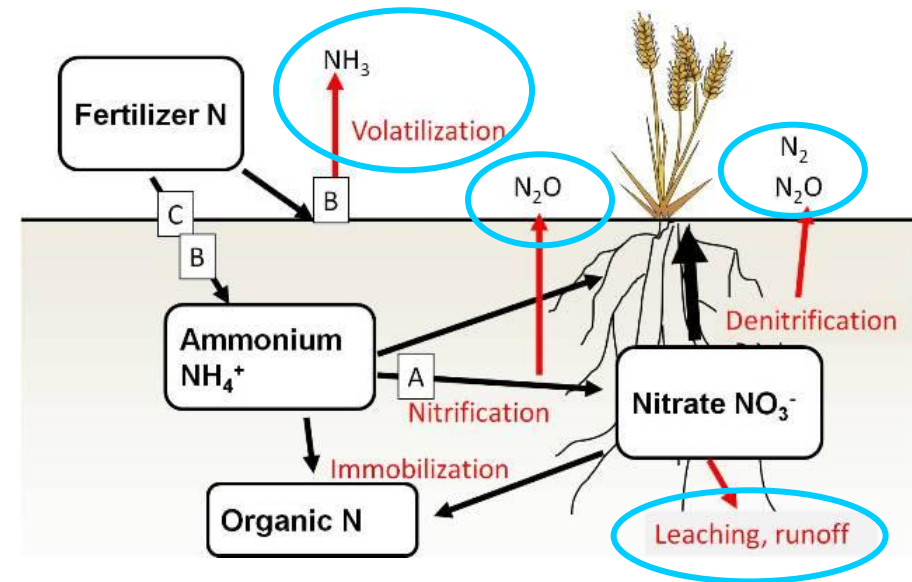 NH₃
Fertilizer N
Volatilization
N₂
N₂O
N₂O
B
C
B
Ammonium
NH₄⁺
Denitrification
A
Nitrification
Nitrate NO₃⁻
Immobilization
Organic N
Leaching, runoff